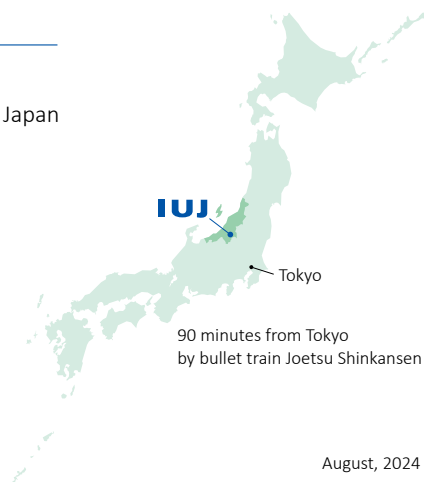 Japan
IUJ
Tokyo
90 minutes from Tokyo
by bullet train Joetsu Shinkansen
August, 2024